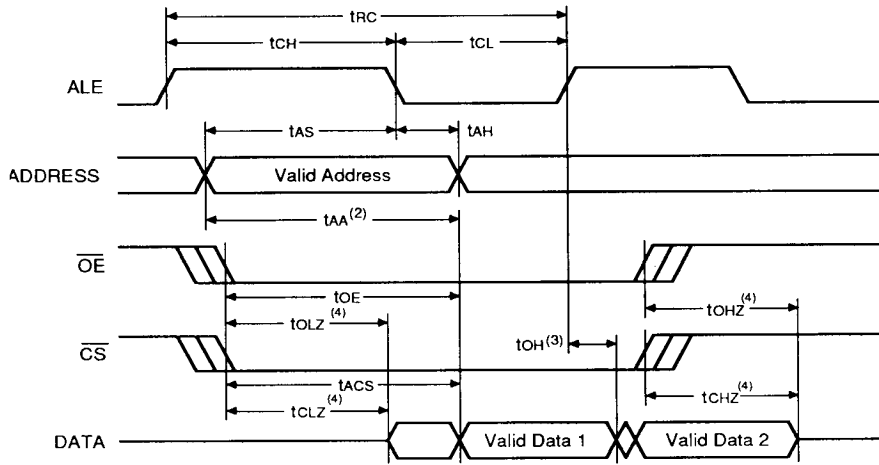 tRC
tCH tCL
ALE
tAS tAH
ADDRESS Valid Address
tAA(2)
OE
tOE
tOLZ(4) tOHZ(4)
tOH(3)
CS
tACS
tCLZ(4) tCHZ(4)
DATA Valid Data 1 Valid Data 2